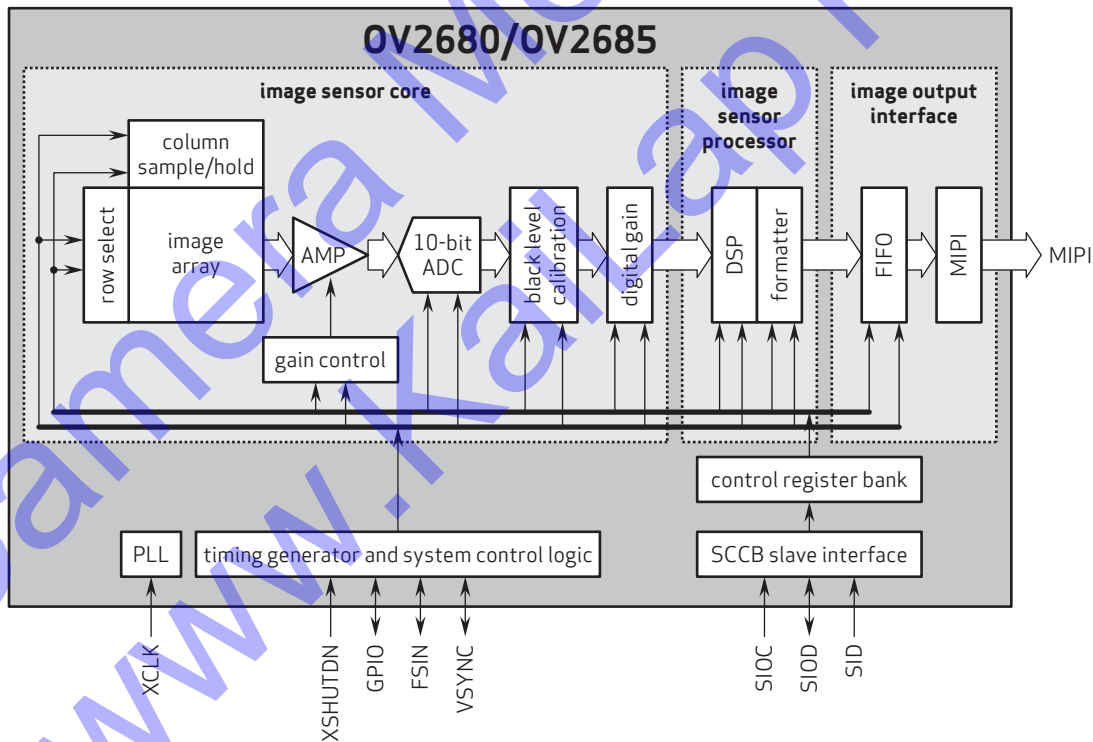 OV2680/OV2685
image sensor core
image
sensor
processor
image output
interface
column
sample/hold
row select
image
array
AMP
10-bit
ADC
black level
calibration
digital gain
DSP
formatter
FIFO
MIPI
MIPI
gain control
control register bank
PLL
timing generator and system control logic
SCCB slave interface
XCLK
XSHUTDN
GPIO
FSIN
VSYNC
SIOC
SIOD
SID
www.KaiLap